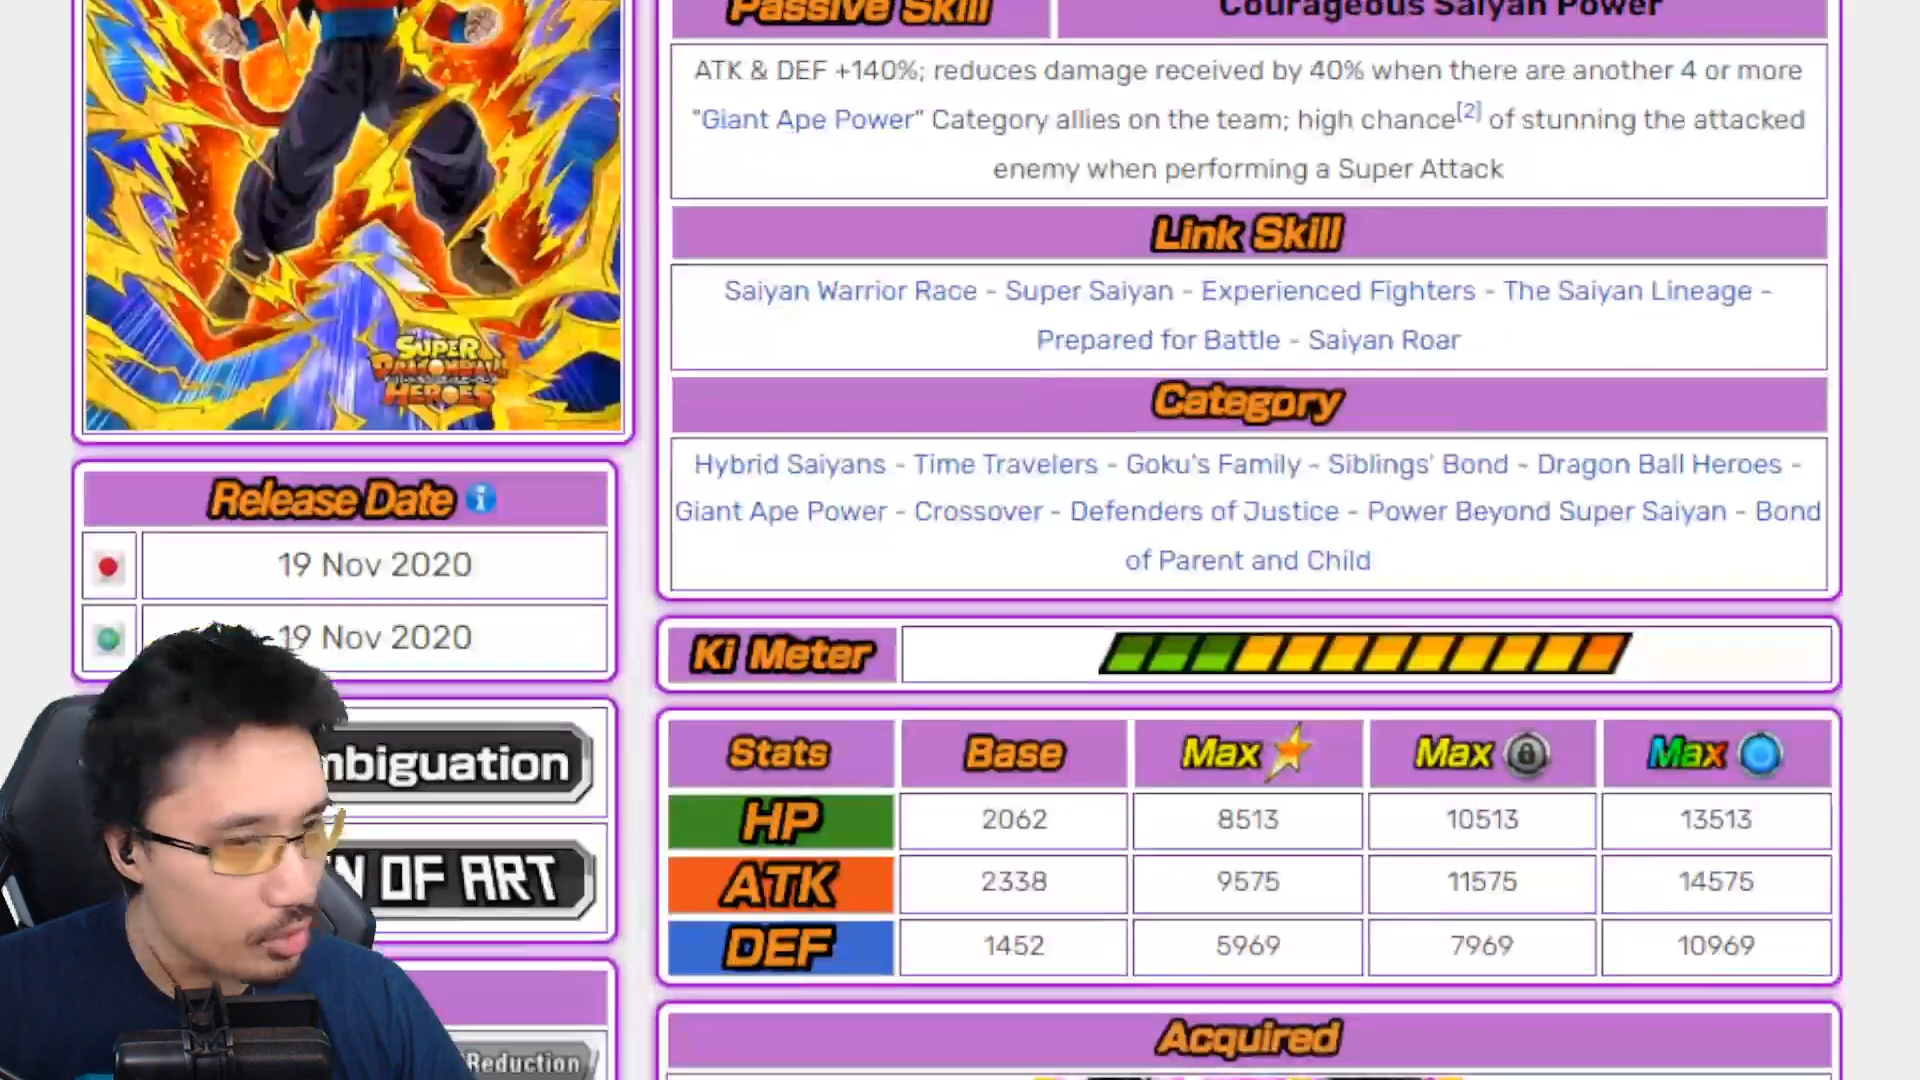 Passive Skill
Courageous Saiyan Power
ATK & DEF +140%; reduces damage received by 40% when there are another 4 or more
"Giant Ape Power" Category allies on the team; high chance[2] of stunning the attacked
enemy when performing a Super Attack
Link Skill
Saiyan Warrior Race - Super Saiyan - Experienced Fighters - The Saiyan Lineage -
Prepared for Battle - Saiyan Roar
Category
Hybrid Saiyans - Time Travelers - Goku's Family - Siblings' Bond - Dragon Ball Heroes -
Giant Ape Power - Crossover - Defenders of Justice - Power Beyond Super Saiyan - Bond
of Parent and Child
Ki Meter
Stats Base Max Max Max
HP 2062 8513 10513 13513
ATK 2338 9575 11575 14575
DEF 1452 5969 7969 10969
Acquired
SUPER
DRAGON BALL
HEROES
Release Date i
19 Nov 2020
19 Nov 2020
mbiguation
N OF ART
Reduction